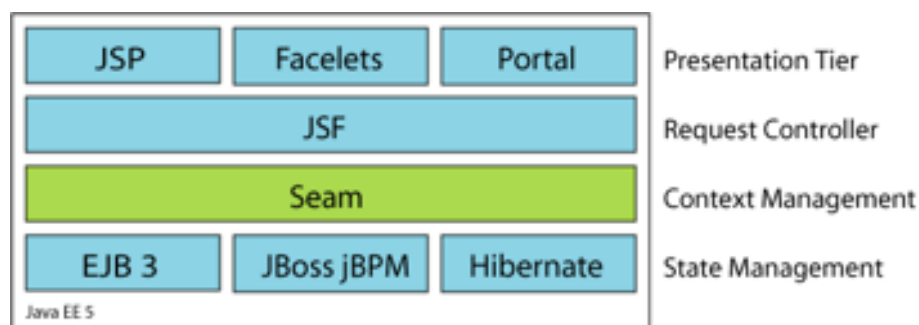 JSP Facelets Portal Presentation Tier
JSF Request Controller
Seam Context Management
EJB 3 JBoss jBPM Hibernate State Management
Java EE 5